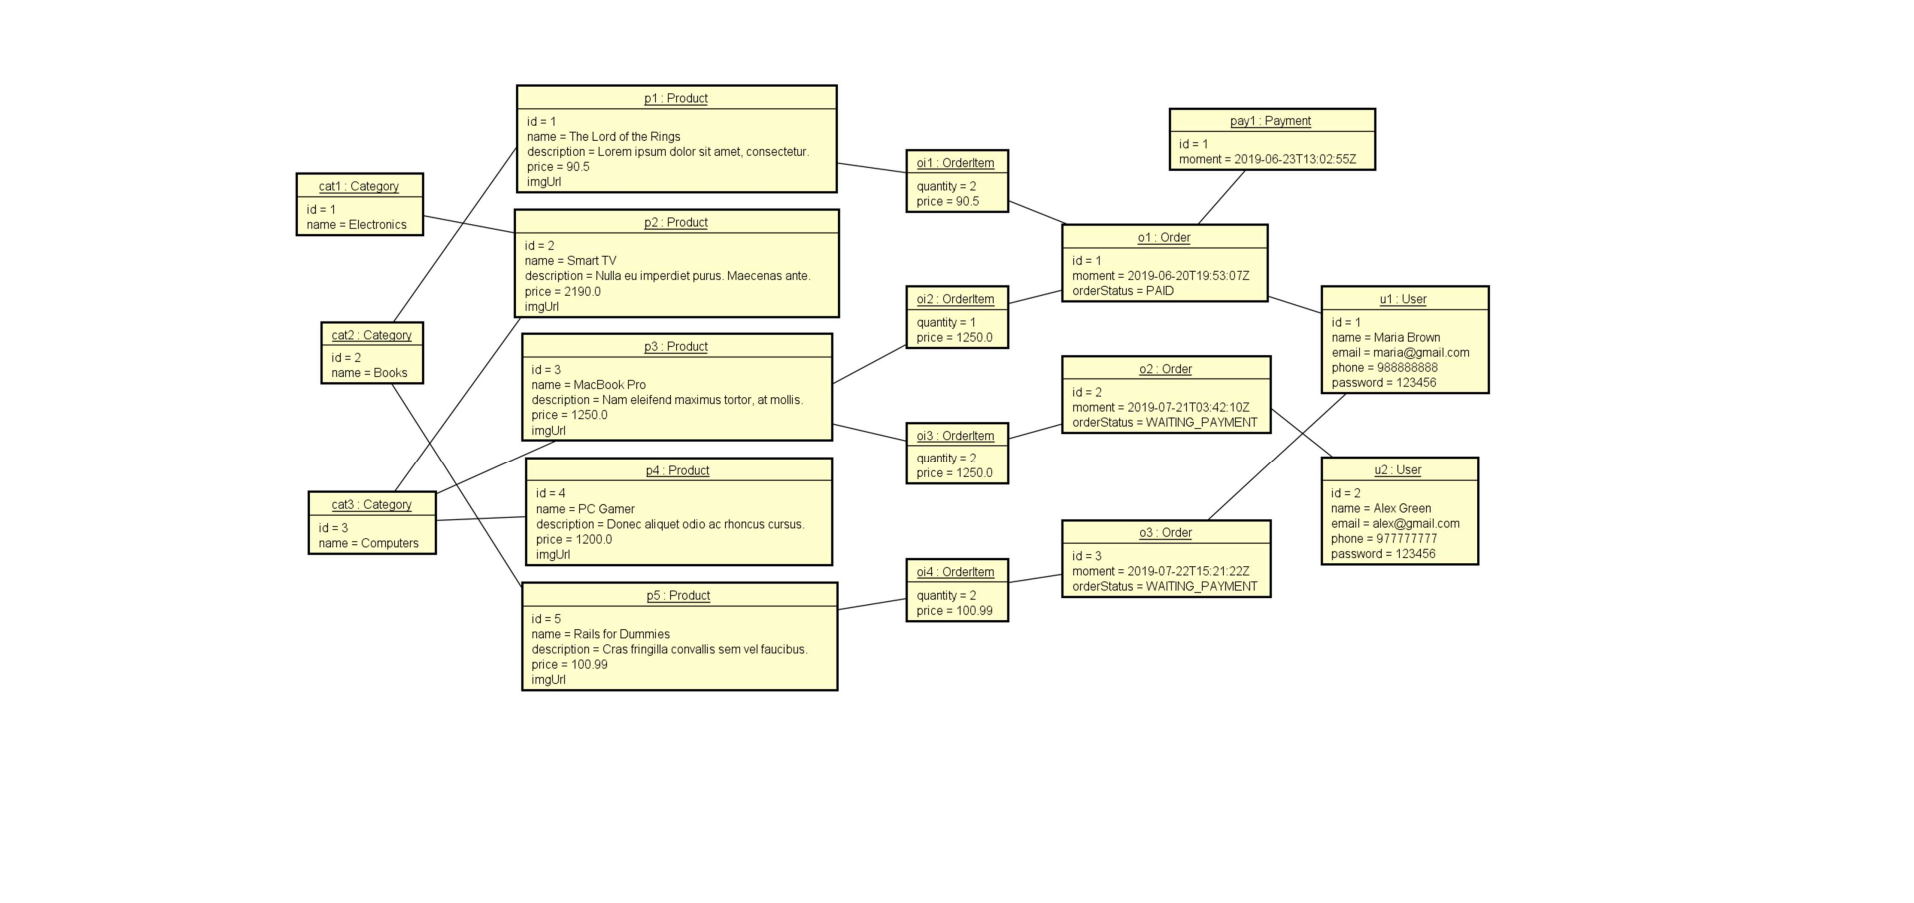 p1 : Product
id = 1
name = The Lord of the Rings
description = Lorem ipsum dolor sit amet, consectetur.
price = 90.5
imgUrl
pay1 : Payment
id = 1
moment = 2019-06-23T13:02:55Z
oi1 : OrderItem
quantity = 2
price = 90.5
cat1 : Category
id = 1
name = Electronics
p2 : Product
id = 2
name = Smart TV
description = Nulla eu imperdiet purus. Maecenas ante.
price = 2190.0
imgUrl
o1 : Order
id = 1
moment = 2019-06-20T19:53:07Z
orderStatus = PAID
oi2 : OrderItem
quantity = 1
price = 1250.0
u1 : User
id = 1
name = Maria Brown
email = maria@gmail.com
phone = 988888888
password = 123456
cat2 : Category
id = 2
name = Books
p3 : Product
id = 3
name = MacBook Pro
description = Nam eleifend maximus tortor, at mollis.
price = 1250.0
imgUrl
o2 : Order
id = 2
moment = 2019-07-21T03:42:10Z
orderStatus = WAITING_PAYMENT
oi3 : OrderItem
quantity = 2
price = 1250.0
p4 : Product
id = 4
name = PC Gamer
description = Donec aliquet odio ac rhoncus cursus.
price = 1200.0
imgUrl
u2 : User
id = 2
name = Alex Green
email = alex@gmail.com
phone = 977777777
password = 123456
cat3 : Category
id = 3
name = Computers
o3 : Order
id = 3
moment = 2019-07-22T15:21:22Z
orderStatus = WAITING_PAYMENT
oi4 : OrderItem
quantity = 2
price = 100.99
p5 : Product
id = 5
name = Rails for Dummies
description = Cras fringilla convallis sem vel faucibus.
price = 100.99
imgUrl